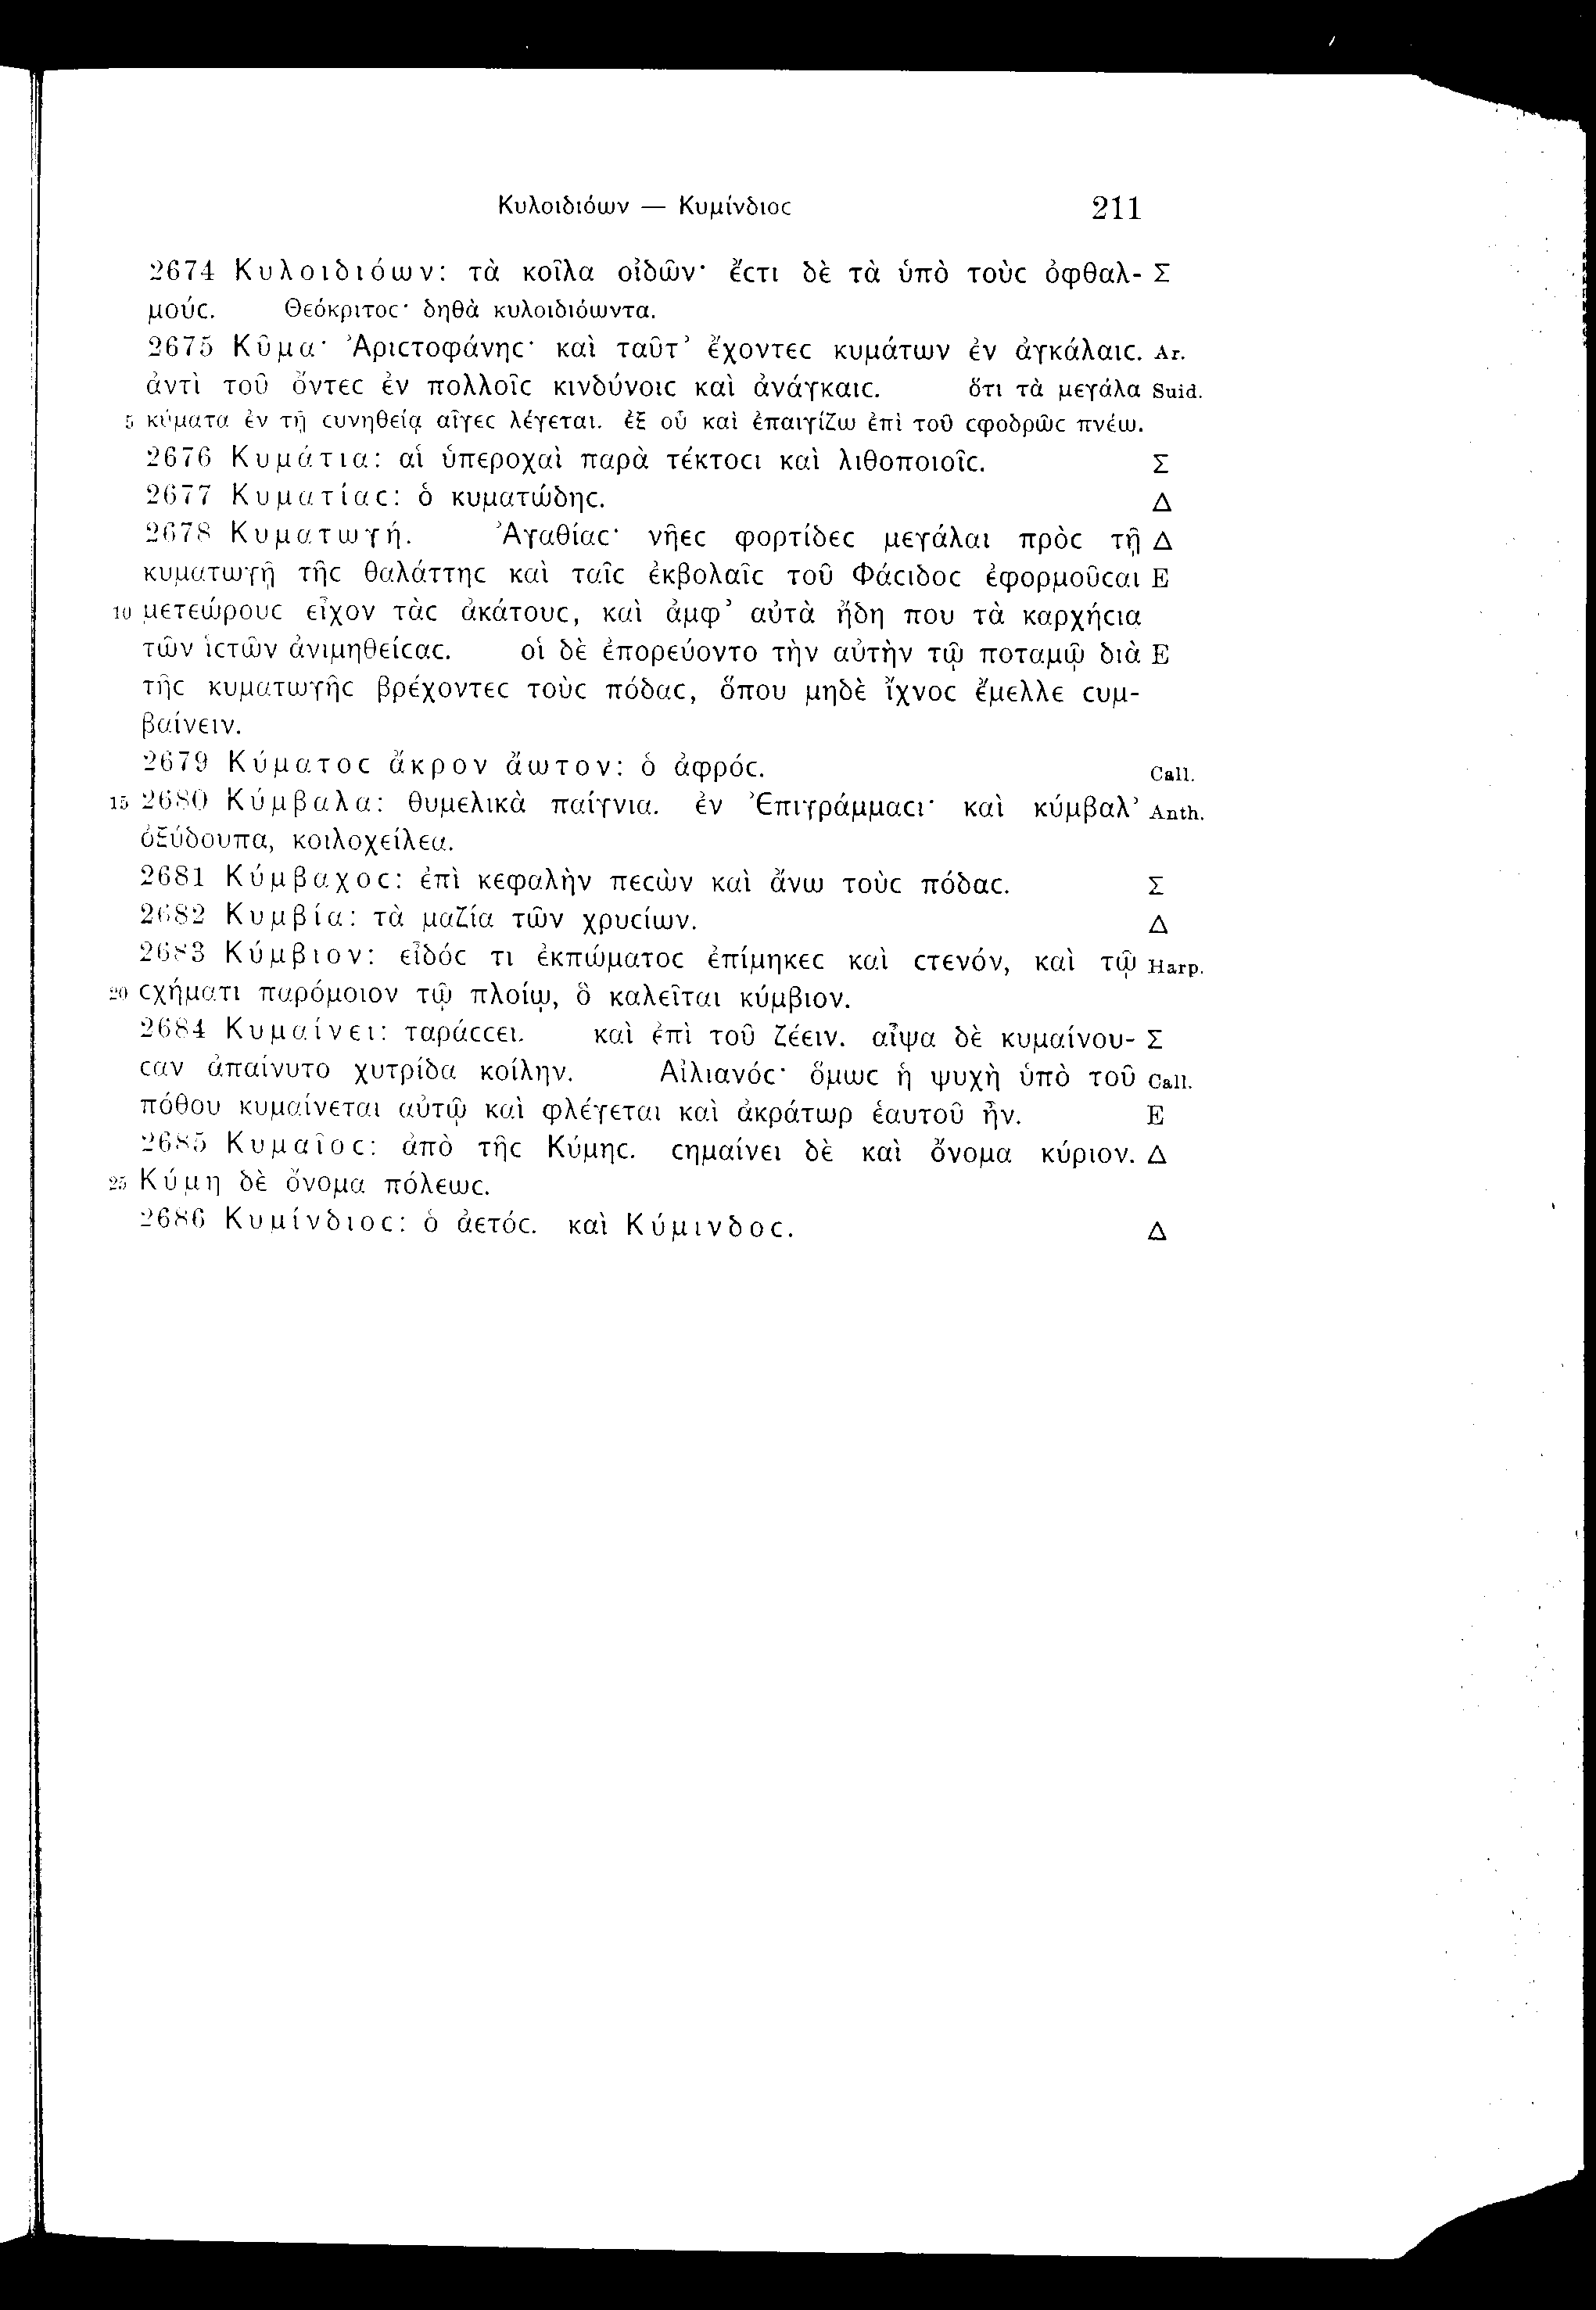 Κυλοιδιόων — Κυμίνδιοϲ 211
2674 Κυλοιδιόων: τὰ κοῖλα οἰδῶν· ἔϲτι δὲ τὰ ὑπὸ τοὺϲ ὀφθαλ- Σ
μούϲ. Θεόκριτοϲ· δηθὰ κυλοιδιόωντα.
2675 Κῦμα· Ἀριϲτοφάνηϲ· καὶ ταῦτ’ ἔχοντεϲ κυμάτων ἐν ἀγκάλαιϲ. Ar.
ἀντὶ τοῦ ὄντεϲ ἐν πολλοῖϲ κινδύνοιϲ καὶ ἀνάγκαιϲ. ὅτι τὰ μεγάλα Suid.
5 κύματα ἐν τῇ ϲυνηθείᾳ αἶγεϲ λέγεται. ἐξ οὗ καὶ ἐπαιγίζω ἐπὶ τοῦ ϲφοδρῶϲ πνέω.
2676 Κυμάτια: αἱ ὑπεροχαὶ παρὰ τέκτοϲι καὶ λιθοποιοῖϲ. Σ
2677 Κυματίαϲ: ὁ κυματώδηϲ. Δ
2678 Κυματωγή. Ἀγαθίαϲ· νῆεϲ φορτίδεϲ μεγάλαι πρὸϲ τῇ Δ
κυματωγῇ τῆϲ θαλάττηϲ καὶ ταῖϲ ἐκβολαῖϲ τοῦ Φάϲιδοϲ ἐφορμοῦϲαι E
10 μετεώρουϲ εἶχον τὰϲ ἀκάτουϲ, καὶ ἀμφ’ αὐτὰ ἤδη που τὰ καρχήϲια
τῶν ἱϲτῶν ἀνιμηθείϲαϲ. οἱ δὲ ἐπορεύοντο τὴν αὐτὴν τῷ ποταμῷ διὰ E
τῆϲ κυματωγῆϲ βρέχοντεϲ τοὺϲ πόδαϲ, ὅπου μηδὲ ἴχνοϲ ἔμελλε ϲυμ-
βαίνειν.
2679 Κύματοϲ ἄκρον ἄωτον: ὁ ἀφρόϲ. Call.
15 2680 Κύμβαλα: θυμελικὰ παίγνια. ἐν Ἐπιγράμμαϲι· καὶ κύμβαλ’ Anth.
ὀξύδουπα, κοιλοχείλεα.
2681 Κύμβαχοϲ: ἐπὶ κεφαλὴν πεϲὼν καὶ ἄνω τοὺϲ πόδαϲ. Σ
2682 Κυμβία: τὰ μαζία τῶν χρυϲίων. Δ
2683 Κύμβιον: εἶδόϲ τι ἐκπώματοϲ ἐπίμηκεϲ καὶ ϲτενόν, καὶ τῷ Harp.
20 ϲχήματι παρόμοιον τῷ πλοίῳ, ὃ καλεῖται κύμβιον.
2684 Κυμαίνει: ταράϲϲει. καὶ ἐπὶ τοῦ ζέειν. αἶψα δὲ κυμαίνου- Σ
ϲαν ἀπαίνυτο χυτρίδα κοίλην. Αἰλιανόϲ· ὅμωϲ ἡ ψυχὴ ὑπὸ τοῦ Call.
πόθου κυμαίνεται αὐτῷ καὶ φλέγεται καὶ ἀκράτωρ ἑαυτοῦ ἦν. E
2685 Κυμαῖοϲ: ἀπὸ τῆϲ Κύμηϲ. ϲημαίνει δὲ καὶ ὄνομα κύριον. Δ
25 Κύμη δὲ ὄνομα πόλεωϲ.
2686 Κυμίνδιοϲ: ὁ ἀετόϲ. καὶ Κύμινδοϲ. Δ